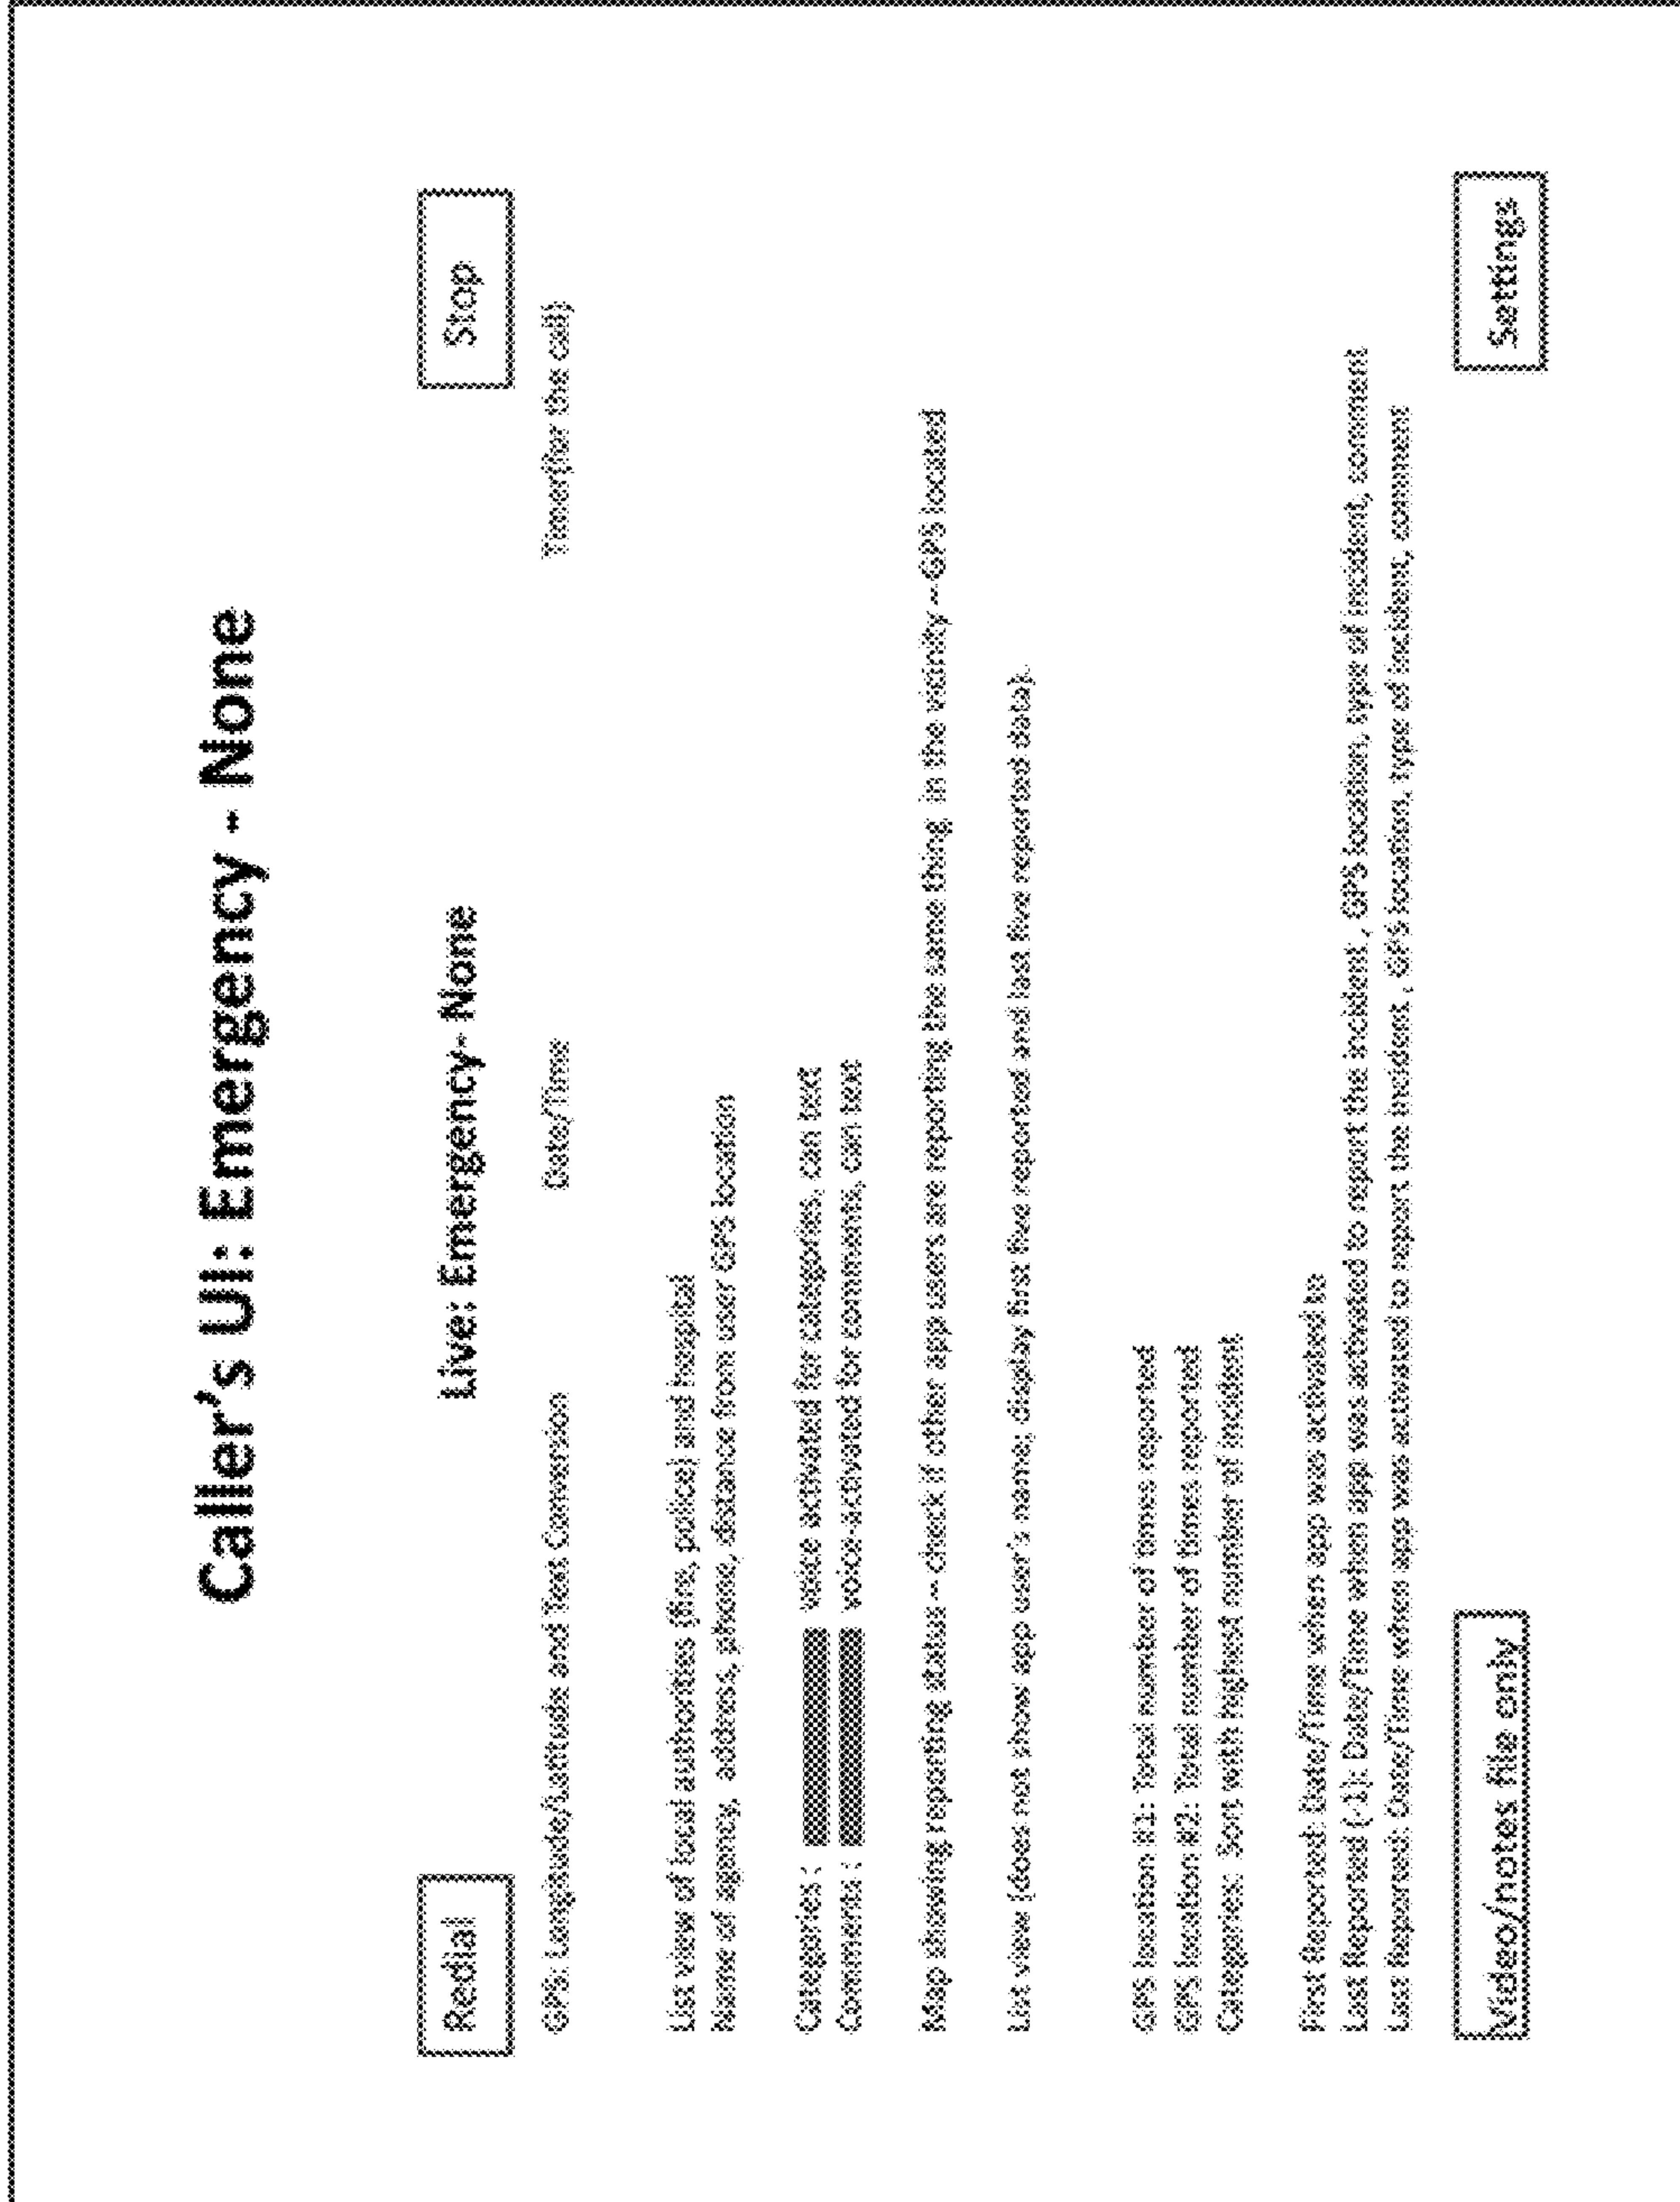 Caller's UI: Emergency - None
Redial
Live: Emergency- None
Stop
GPS: Longitude/Lattitude and Text Conversion
Date/Time
Timer(for the call)
List view of local authorities (fire, police) and hospital
Name of agency, address, phone, distance from user GPS location
Categories : voice activated for categories, can text
Comments : voice-activated for comments, can text
Map showing reporting status -- check if other app users are reporting the same thing in the vicinity -- GPS located
List view (does not show app user's name; display first five reported and last five reported data).
GPS location #1: Total number of times reported
GPS location #2: Total number of times reported
Categories: Sort with highest number of incident
First Reported: Date/Time when app was activated to
Last Reported (-1): Date/Time when app was activated to report the incident , GPS location, type of incident, comment
Last Reported: Date/Time when app was activated to report the incident , GPS location, type of incident, comment
Video/notes file only
Settings